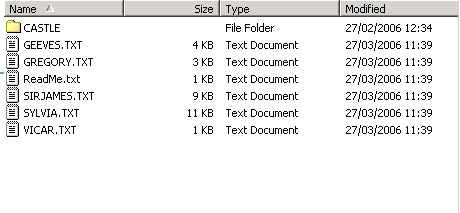 Name Size Type Modified
CASTLE File Folder 27/02/2006 12:34
GEEVES.TXT 4 KB Text Document 27/03/2006 11:39
GREGORY.TXT 3 KB Text Document 27/03/2006 11:39
ReadMe.txt 1 KB Text Document 27/03/2006 11:39
SIRJAMES.TXT 9 KB Text Document 27/03/2006 11:39
SYLVIA.TXT 11 KB Text Document 27/03/2006 11:39
VICAR.TXT 1 KB Text Document 27/03/2006 11:39